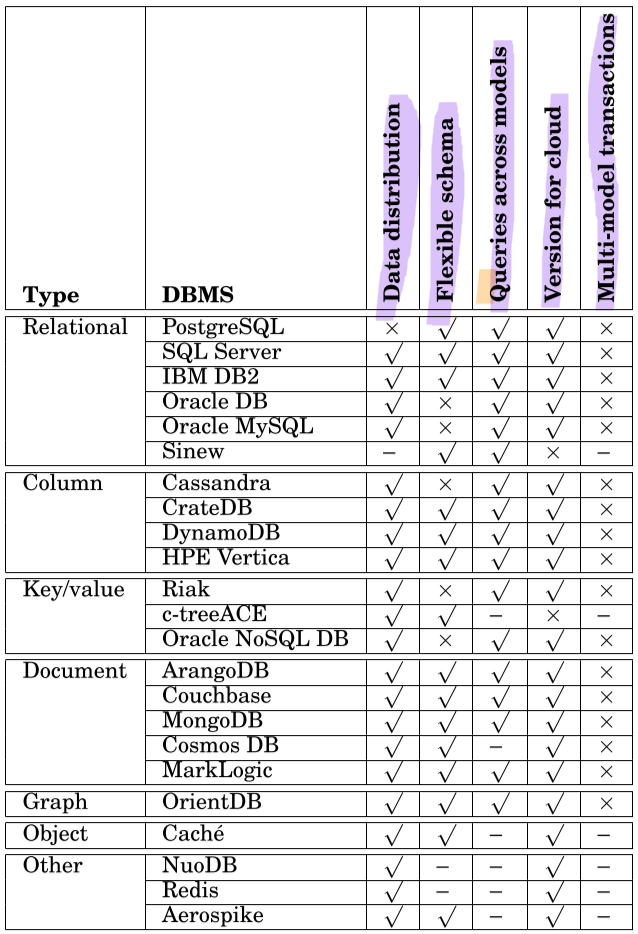 Type DBMS Data distribution Flexible schema Queries across models Version for cloud Multi-model transactions
Relational PostgreSQL × √ √ √ ×
SQL Server √ √ √ √ ×
IBM DB2 √ √ √ √ ×
Oracle DB √ × √ √ ×
Oracle MySQL √ × √ √ ×
Sinew – √ √ × –
Column Cassandra √ × √ √ ×
CrateDB √ √ √ √ ×
DynamoDB √ √ √ √ ×
HPE Vertica √ √ √ √ ×
Key/value Riak √ × √ √ ×
c-treeACE √ √ – × –
Oracle NoSQL DB √ × √ √ ×
Document ArangoDB √ √ √ √ ×
Couchbase √ √ √ √ ×
MongoDB √ √ √ √ ×
Cosmos DB √ √ – √ ×
MarkLogic √ √ √ √ ×
Graph OrientDB √ √ √ √ ×
Object Caché √ √ – √ –
Other NuoDB √ – – √ –
Redis √ – – √ –
Aerospike √ √ – √ –